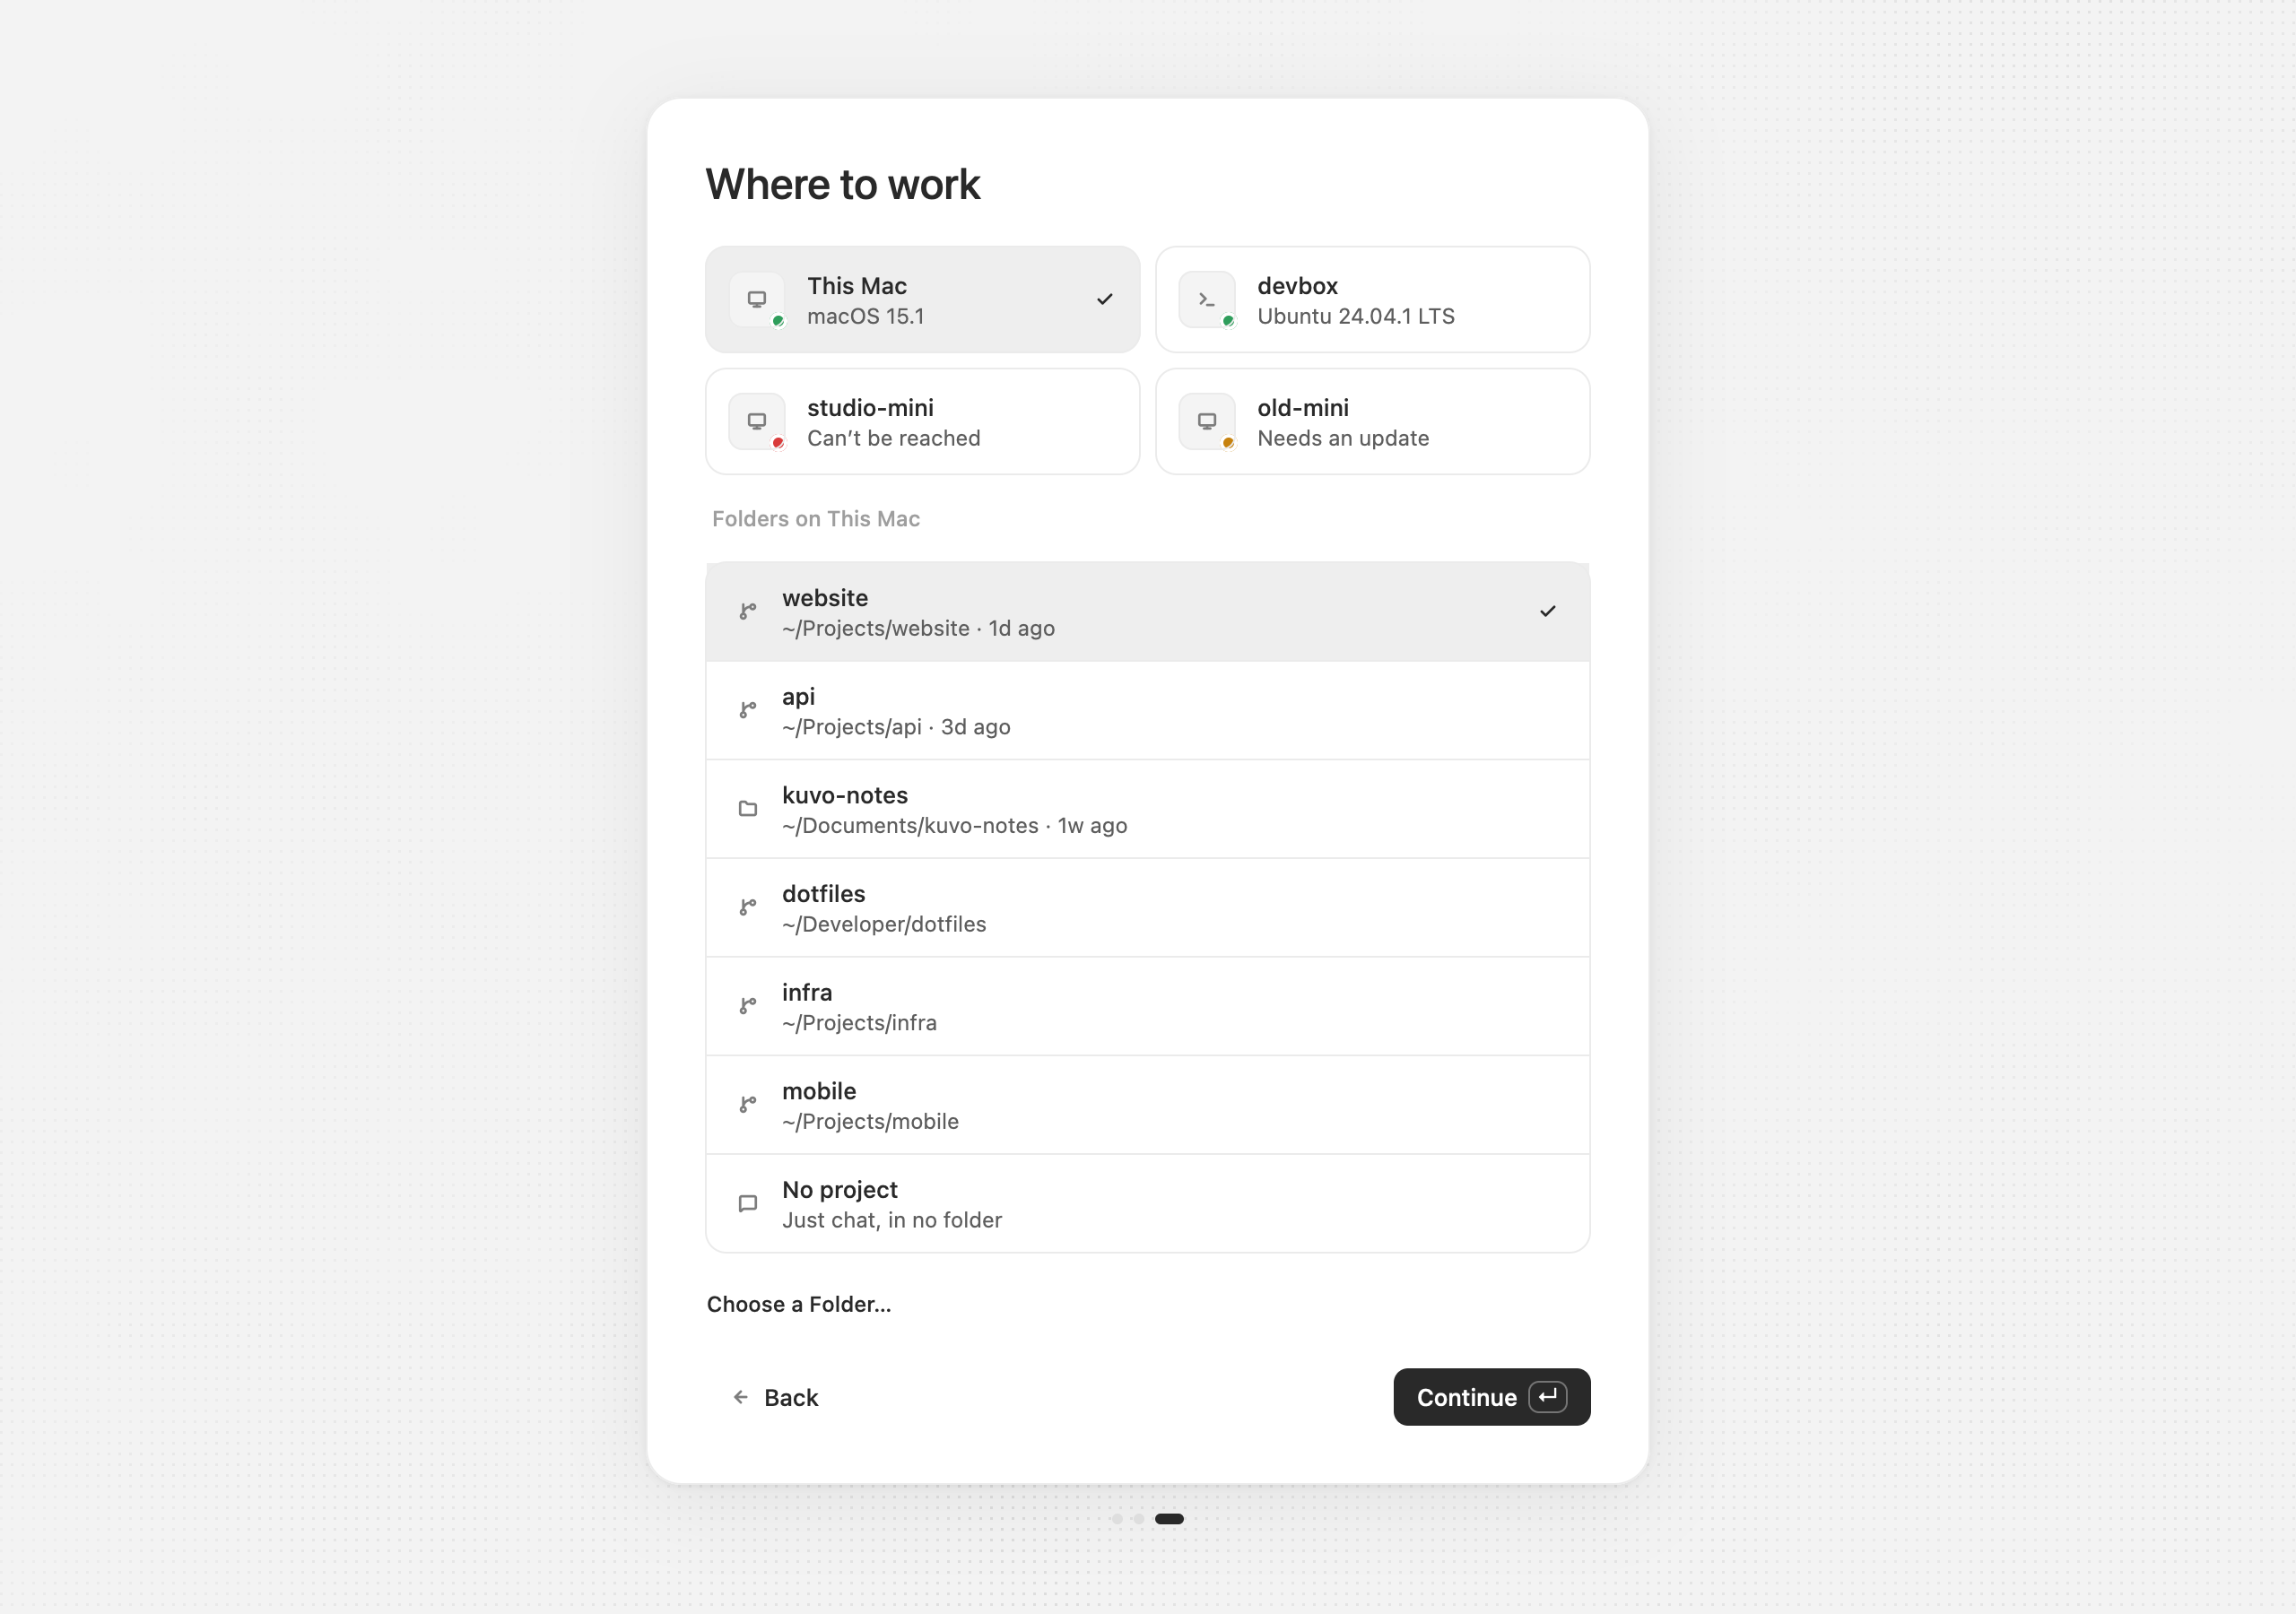 Where to work
This Mac
macOS 15.1
devbox
Ubuntu 24.04.1 LTS
studio-mini
Can’t be reached
old-mini
Needs an update
Folders on This Mac
website
~/Projects/website · 1d ago
api
~/Projects/api · 3d ago
kuvo-notes
~/Documents/kuvo-notes · 1w ago
dotfiles
~/Developer/dotfiles
infra
~/Projects/infra
mobile
~/Projects/mobile
No project
Just chat, in no folder
Choose a Folder...
Back
Continue